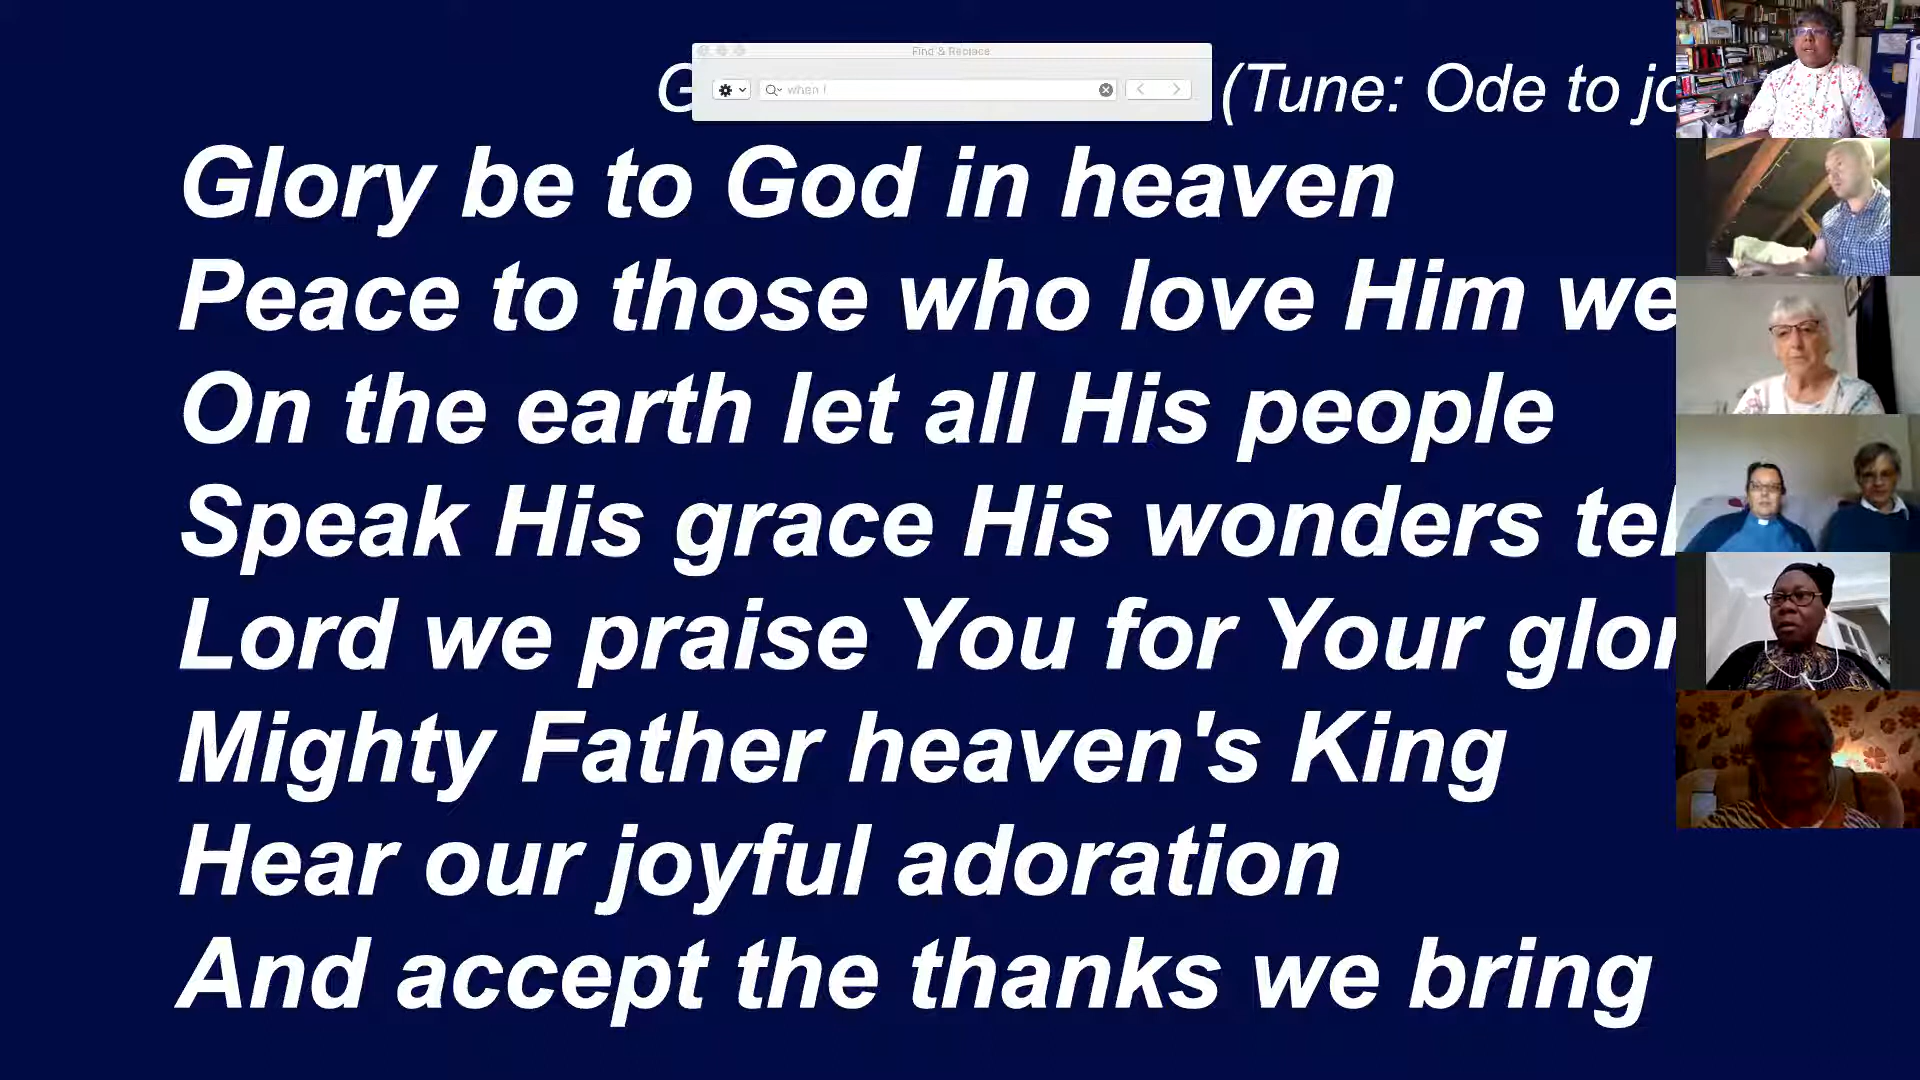 Find & Replace
when I
G
(Tune: Ode to jo
Glory be to God in heaven
Peace to those who love Him we
On the earth let all His people
Speak His grace His wonders tel
Lord we praise You for Your glor
Mighty Father heaven's King
Hear our joyful adoration
And accept the thanks we bring